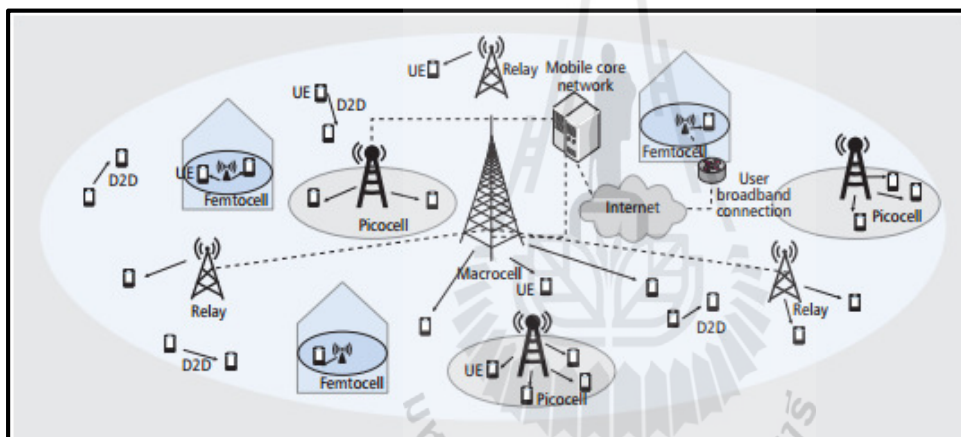 UE
Relay
Mobile core
network
UE
D2D
Femtocell
D2D
UE
Femtocell
Picocell
Internet
User
broadband
connection
Picocell
Macrocell
UE
Relay
D2D
Relay
D2D
Femtocell
UE
Picocell